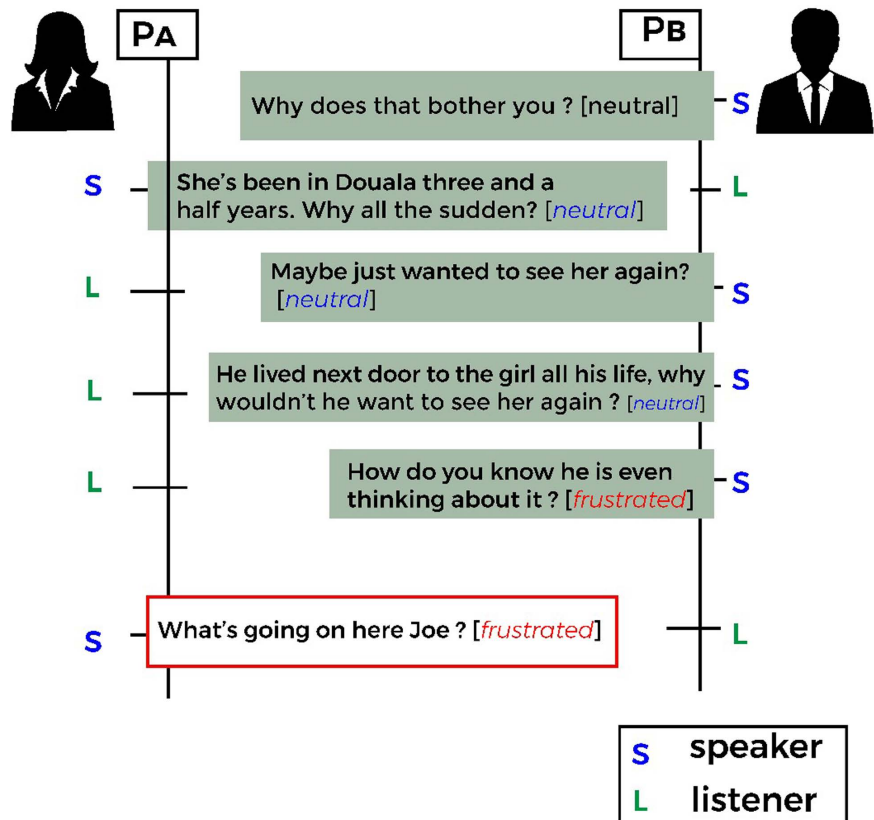 PA
PB
Why does that bother you ? [neutral]
S
S
She's been in Douala three and a
half years. Why all the sudden? [neutral]
L
L
Maybe just wanted to see her again?
[neutral]
S
L
He lived next door to the girl all his life, why
wouldn't he want to see her again ? [neutral]
S
L
How do you know he is even
thinking about it ? [frustrated]
S
S
What's going on here Joe ? [frustrated]
L
S speaker
L listener